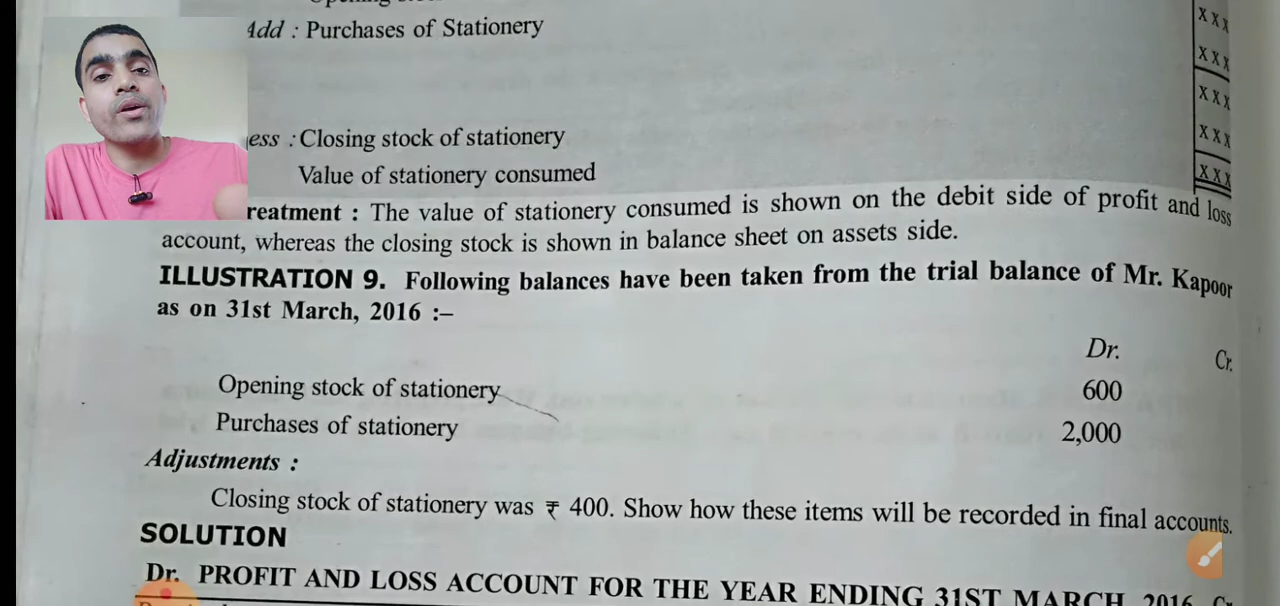 Add : Purchases of Stationery
XXX
XXX
XXX
ess : Closing stock of stationery
XXX
Value of stationery consumed
XXX
reatment : The value of stationery consumed is shown on the debit side of profit and loss
account, whereas the closing stock is shown in balance sheet on assets side.
ILLUSTRATION 9. Following balances have been taken from the trial balance of Mr. Kapoor
as on 31st March, 2016 :–
Dr. Cr.
Opening stock of stationery 600
Purchases of stationery 2,000
Adjustments :
Closing stock of stationery was ₹ 400. Show how these items will be recorded in final accounts.
SOLUTION
Dr. PROFIT AND LOSS ACCOUNT FOR THE YEAR ENDING 31ST MARCH, 2016 Cr